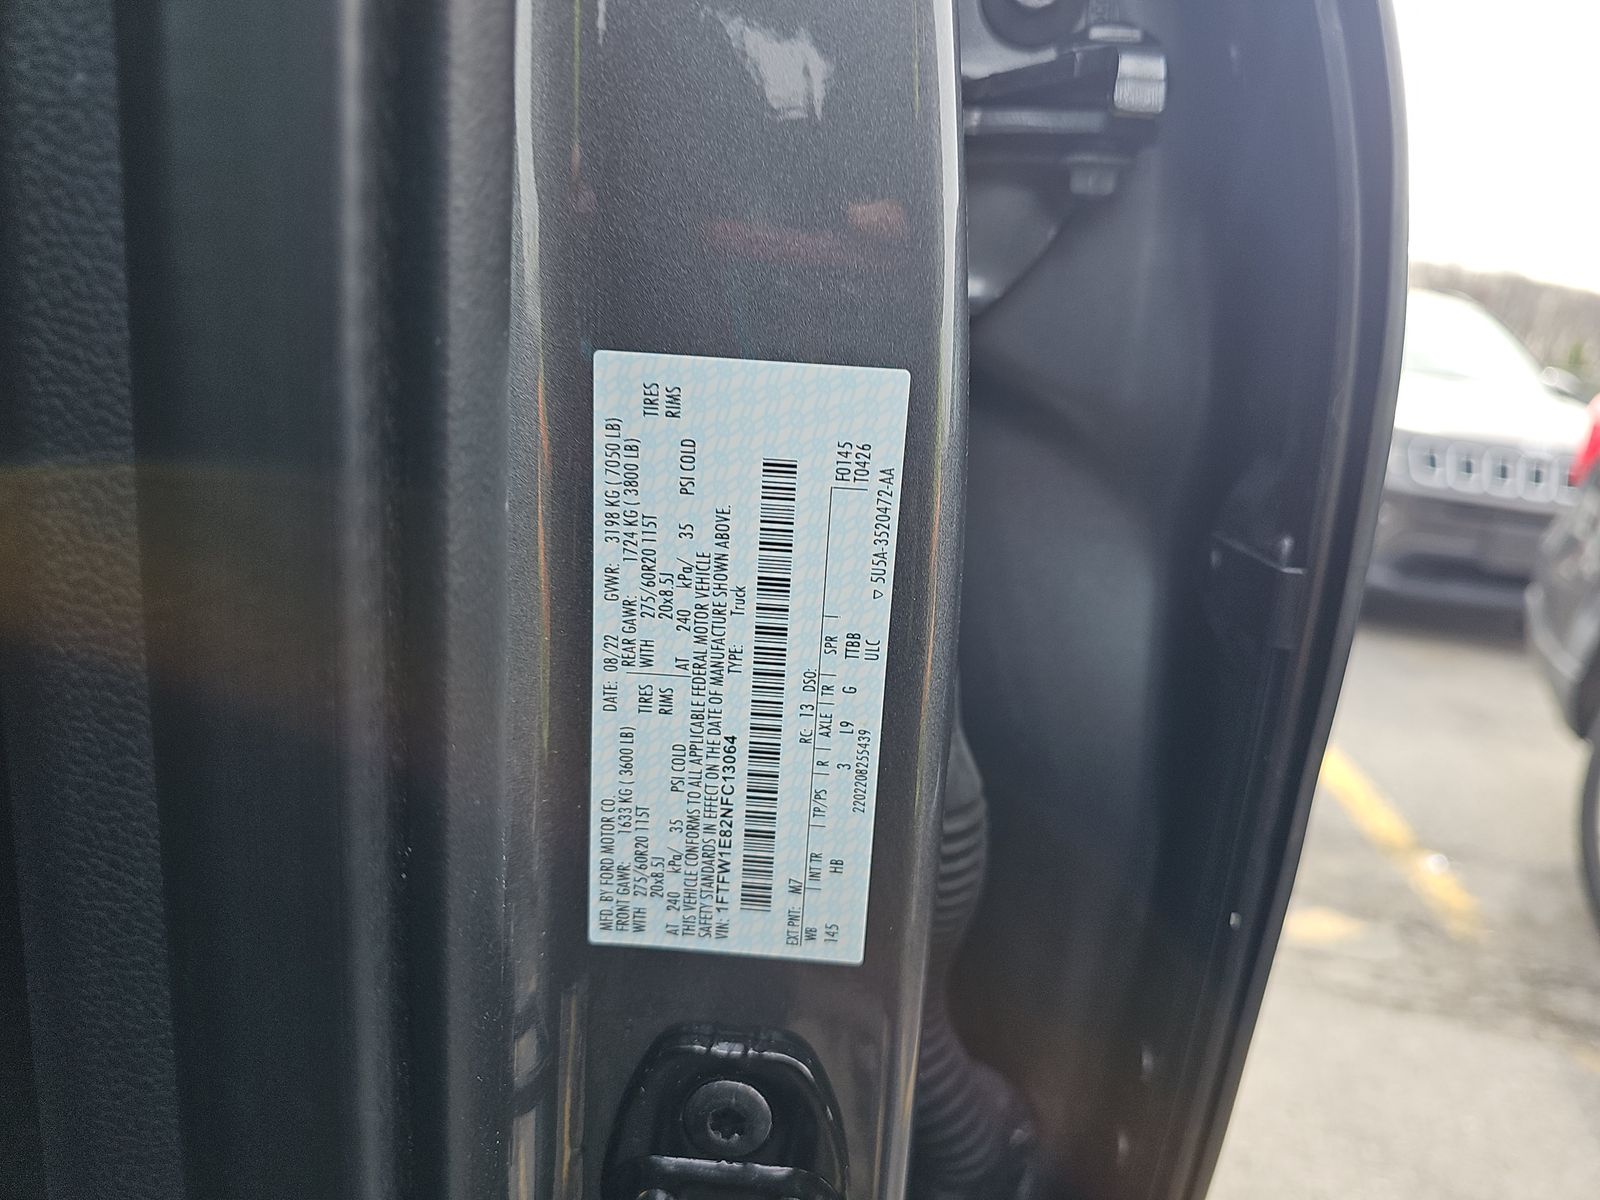 MFD. BY FORD MOTOR CO. DATE: 08/22 GVWR: 3198 KG ( 7050 LB)
FRONT GAWR: 1633 KG ( 3600 LB) REAR GAWR: 1724 KG ( 3800 LB)
WITH 275/60R20 115T TIRES WITH 275/60R20 115T TIRES
20x8.5J RIMS 20x8.5J RIMS
AT 240 kPa/ 35 PSI COLD AT 240 kPa/ 35 PSI COLD
THIS VEHICLE CONFORMS TO ALL APPLICABLE FEDERAL MOTOR VEHICLE
SAFETY STANDARDS IN EFFECT ON THE DATE OF MANUFACTURE SHOWN ABOVE.
VIN: 1FTFW1E82NFC13064 TYPE: Truck
EXT PNT: M7 RC: 13 DSO:
WB INT TR TP/PS R AXLE TR SPR F0145
145 HB 3 L9 G TTBB T0426
2202208255439 ULC
▽ 5U5A-3520472-AA